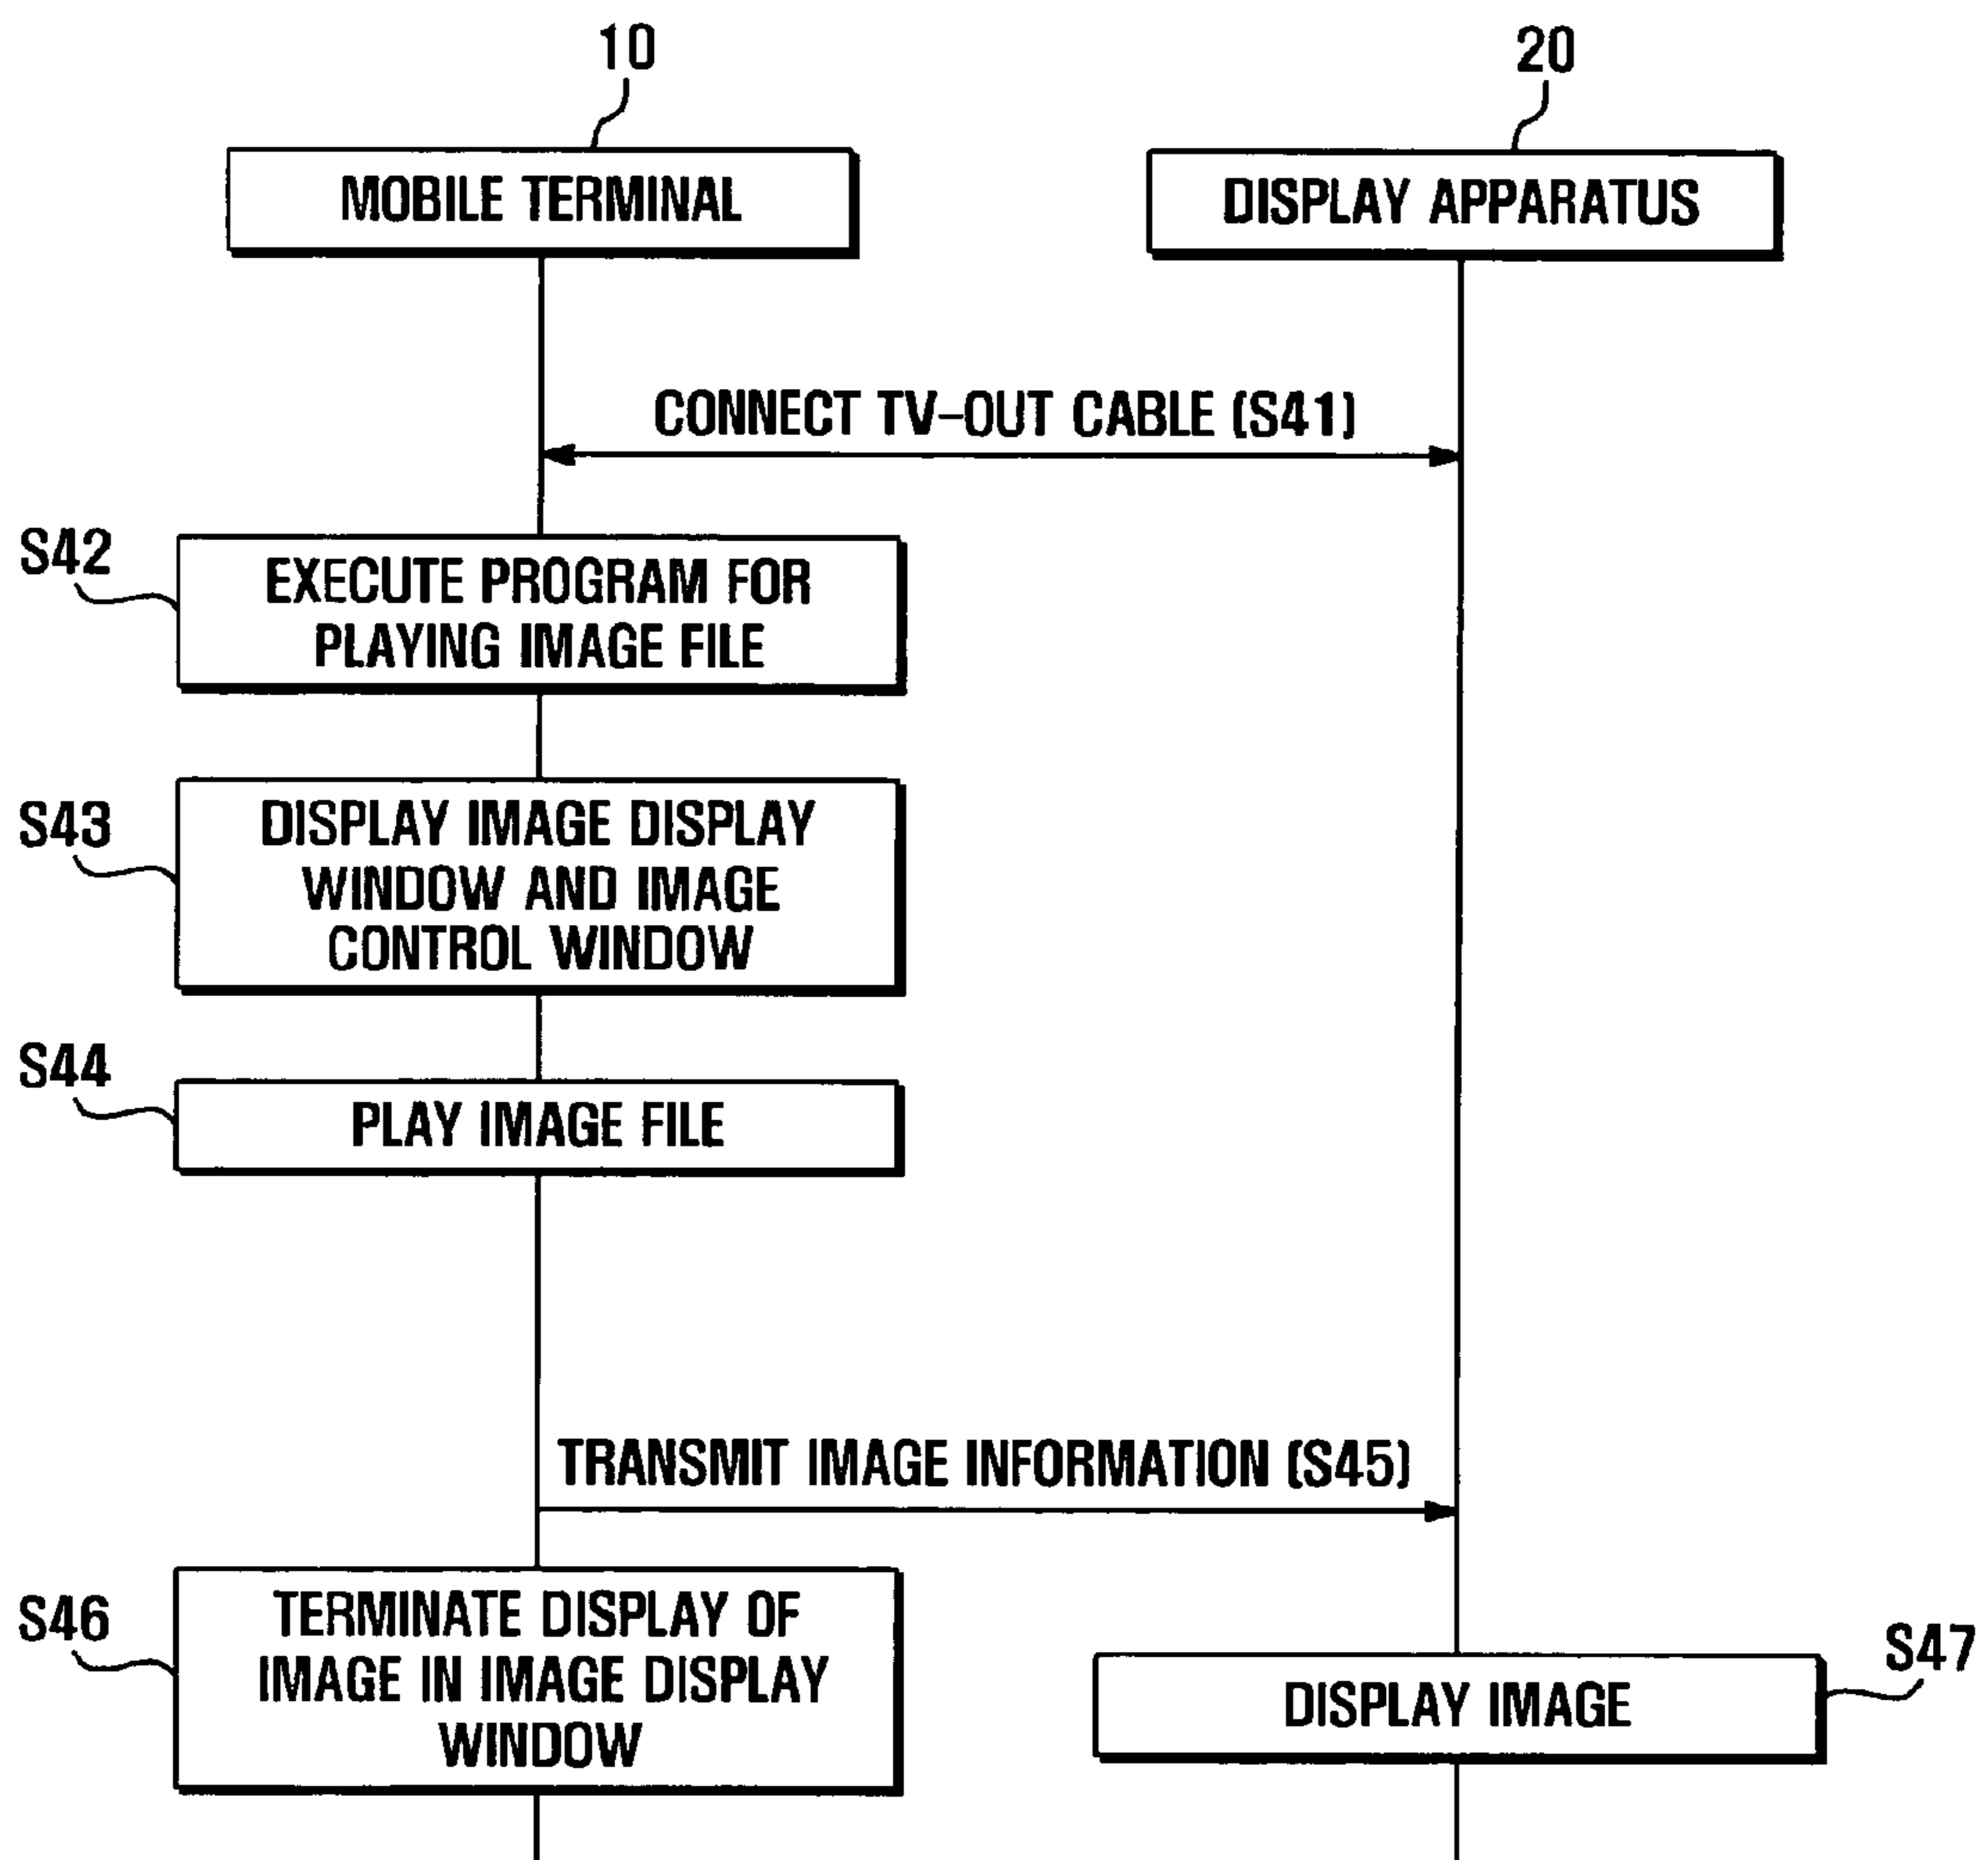 10
20
MOBILE TERMINAL
DISPLAY APPARATUS
CONNECT TV-OUT CABLE (S41)
S42
EXECUTE PROGRAM FOR
PLAYING IMAGE FILE
S43
DISPLAY IMAGE DISPLAY
WINDOW AND IMAGE
CONTROL WINDOW
S44
PLAY IMAGE FILE
TRANSMIT IMAGE INFORMATION (S45)
S46
TERMINATE DISPLAY OF
IMAGE IN IMAGE DISPLAY
WINDOW
S47
DISPLAY IMAGE